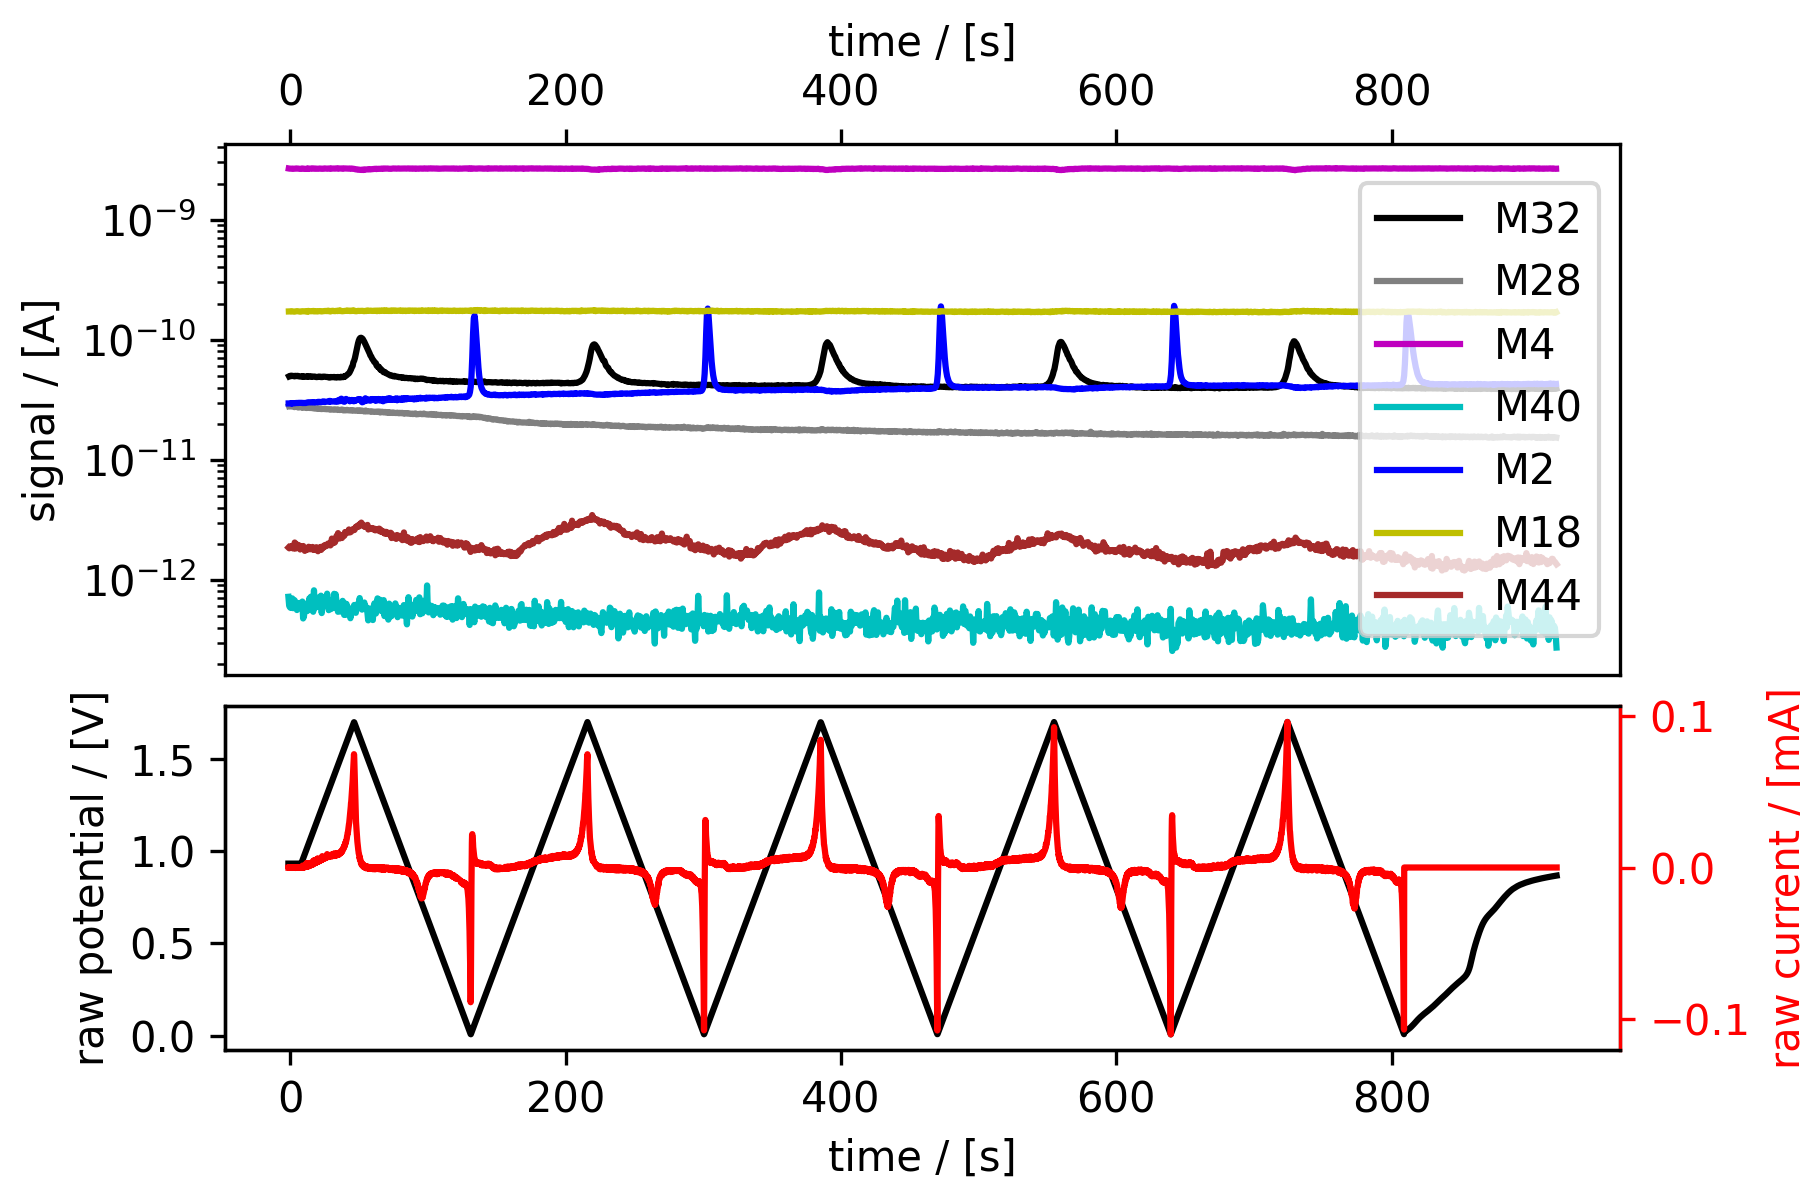 time / [s]
0 200 400 600 800
signal / [A]
10⁻⁹
10⁻¹⁰
10⁻¹¹
10⁻¹²
M32
M28
M4
M40
M2
M18
M44
raw potential / [V]
1.5
1.0
0.5
0.0
0.1
0.0
−0.1
raw current / [mA]
0 200 400 600 800
time / [s]